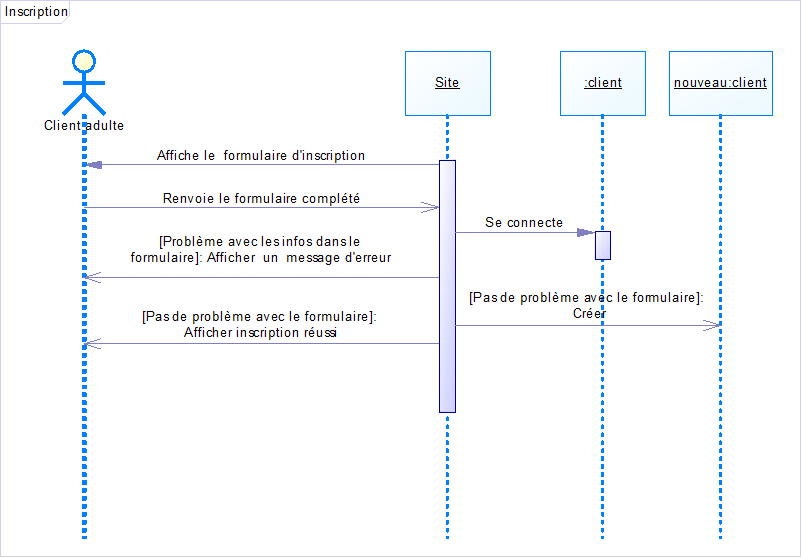 Inscription
Site
:client
nouveau:client
Client adulte
Affiche le formulaire d'inscription
Renvoie le formulaire complété
Se connecte
[Problème avec les infos dans le
formulaire]: Afficher un message d'erreur
[Pas de problème avec le formulaire]:
Créer
[Pas de problème avec le formulaire]:
Afficher inscription réussi